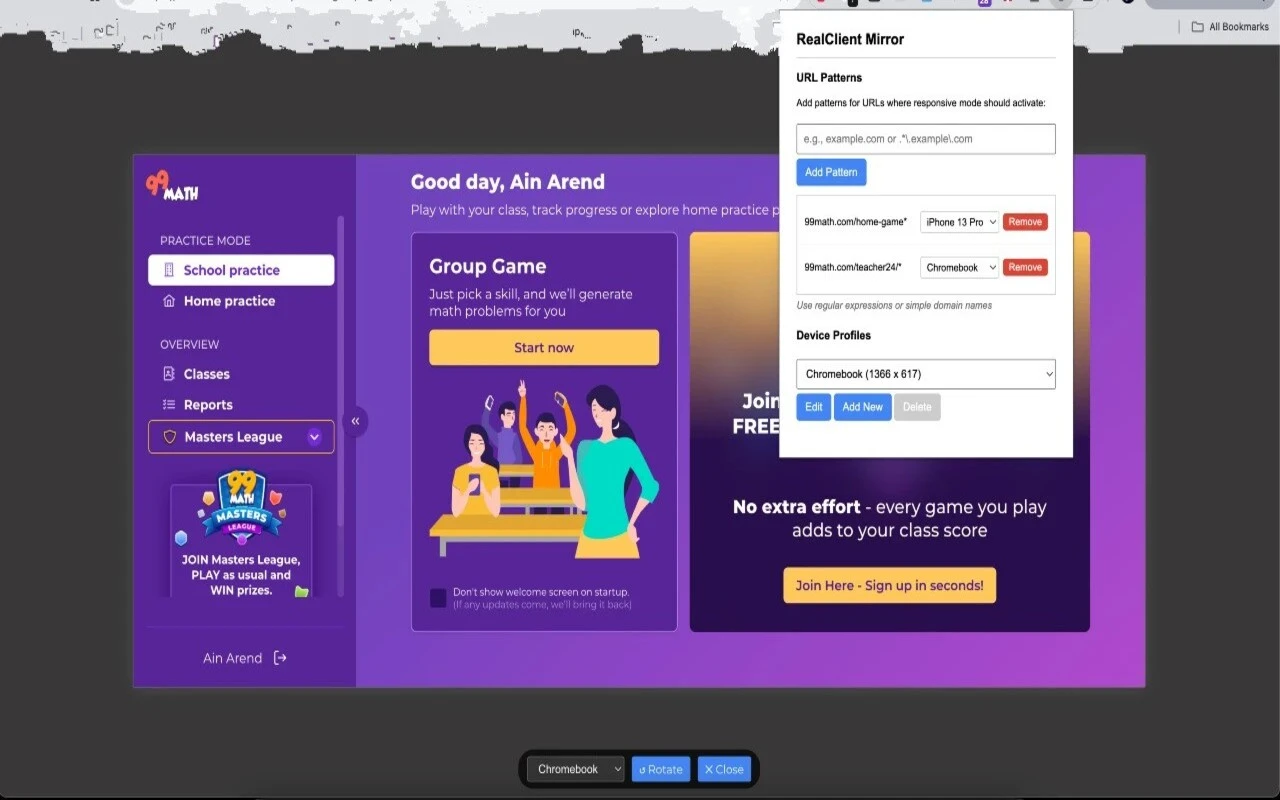 All Bookmarks
RealClient Mirror
URL Patterns
Add patterns for URLs where responsive mode should activate:
e.g., example.com or .*\.example\.com
Add Pattern
99math.com/home-game* iPhone 13 Pro Remove
99math.com/teacher24/* Chromebook Remove
Use regular expressions or simple domain names
Device Profiles
Chromebook (1366 x 617)
Edit Add New Delete
99 MATH
PRACTICE MODE
School practice
Home practice
OVERVIEW
Classes
Reports
Masters League
99
MATH
MASTERS
LEAGUE
JOIN Masters League,
PLAY as usual and
WIN prizes.
Ain Arend
Good day, Ain Arend
Play with your class, track progress or explore home practice p
Group Game
Just pick a skill, and we'll generate
math problems for you
Start now
Don't show welcome screen on startup.
(If any updates come, we'll bring it back)
Join
FREE
No extra effort - every game you play
adds to your class score
Join Here - Sign up in seconds!
Chromebook Rotate Close